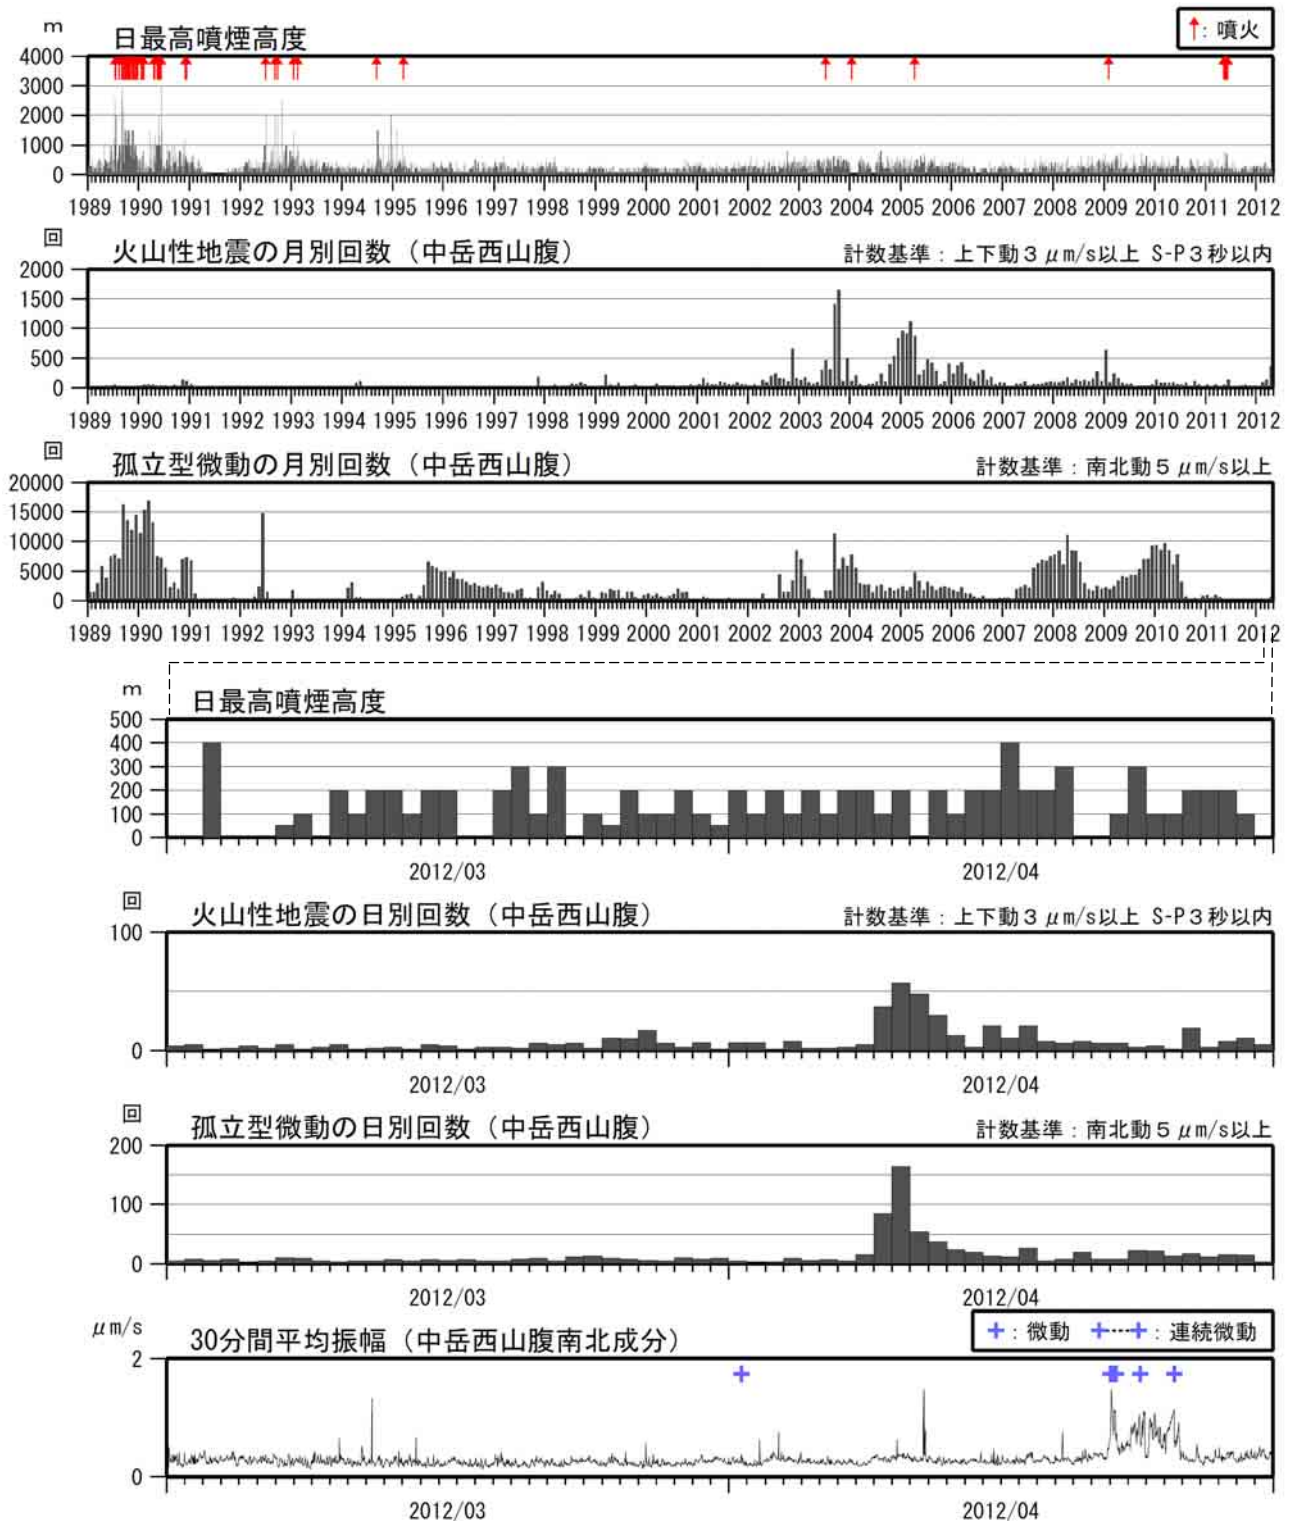 m
日最高噴煙高度
↑：噴火
4000
3000
2000
1000
0
1989 1990 1991 1992 1993 1994 1995 1996 1997 1998 1999 2000 2001 2002 2003 2004 2005 2006 2007 2008 2009 2010 2011 2012
回
火山性地震の月別回数（中岳西山腹）
計数基準：上下動３μm/s以上 S-P３秒以内
2000
1500
1000
500
0
1989 1990 1991 1992 1993 1994 1995 1996 1997 1998 1999 2000 2001 2002 2003 2004 2005 2006 2007 2008 2009 2010 2011 2012
回
孤立型微動の月別回数（中岳西山腹）
計数基準：南北動５μm/s以上
20000
15000
10000
5000
0
1989 1990 1991 1992 1993 1994 1995 1996 1997 1998 1999 2000 2001 2002 2003 2004 2005 2006 2007 2008 2009 2010 2011 2012
m
日最高噴煙高度
500
400
300
200
100
0
2012/03 2012/04
回
火山性地震の日別回数（中岳西山腹）
計数基準：上下動３μm/s以上 S-P３秒以内
100
0
2012/03 2012/04
回
孤立型微動の日別回数（中岳西山腹）
計数基準：南北動５μm/s以上
200
100
0
2012/03 2012/04
μm/s
30分間平均振幅（中岳西山腹南北成分）
+：微動 +---+：連続微動
2
0
2012/03 2012/04